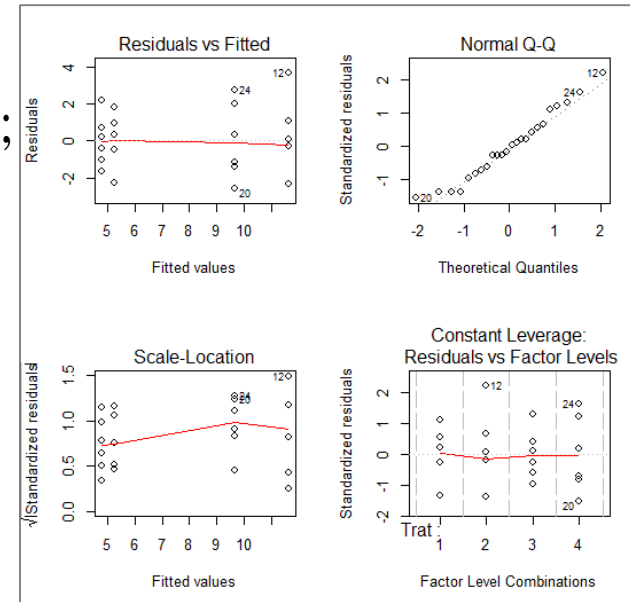 ;
Residuals vs Fitted
Residuals
4
2
0
-2
12
24
20
5 6 7 8 9 10
Fitted values
Normal Q-Q
Standardized residuals
2
1
0
-1
12
24
20
-2 -1 0 1 2
Theoretical Quantiles
Scale-Location
√|Standardized residuals
1.5
1.0
0.5
0.0
12
24
20
5 6 7 8 9 10
Fitted values
Constant Leverage:
Residuals vs Factor Levels
Standardized residuals
2
1
0
-1
-2
12
24
20
Trat :
1 2 3 4
Factor Level Combinations